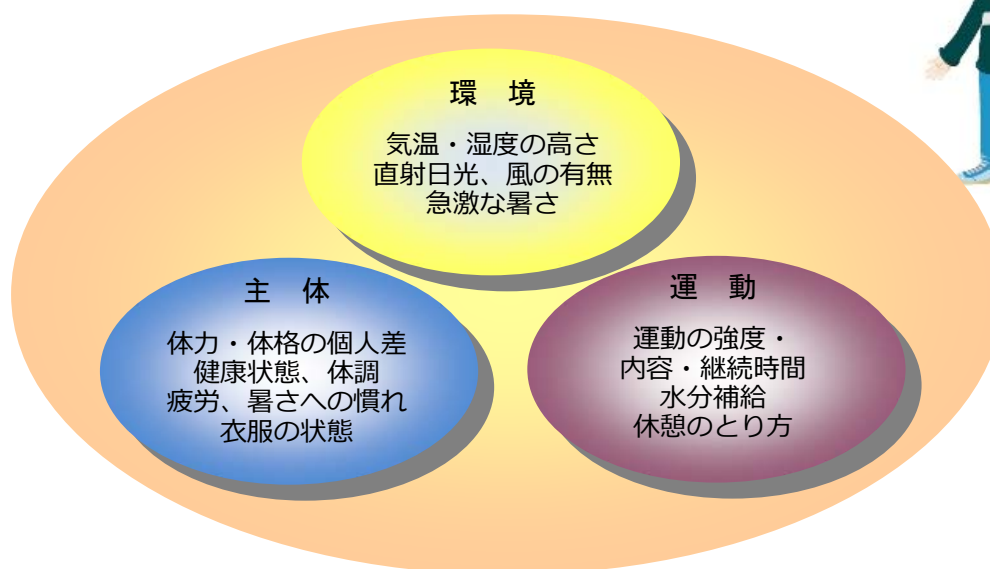 環　境
気温・湿度の高さ
直射日光、風の有無
急激な暑さ
主　体
体力・体格の個人差
健康状態、体調
疲労、暑さへの慣れ
衣服の状態
運　動
運動の強度・
内容・継続時間
水分補給
休憩のとり方